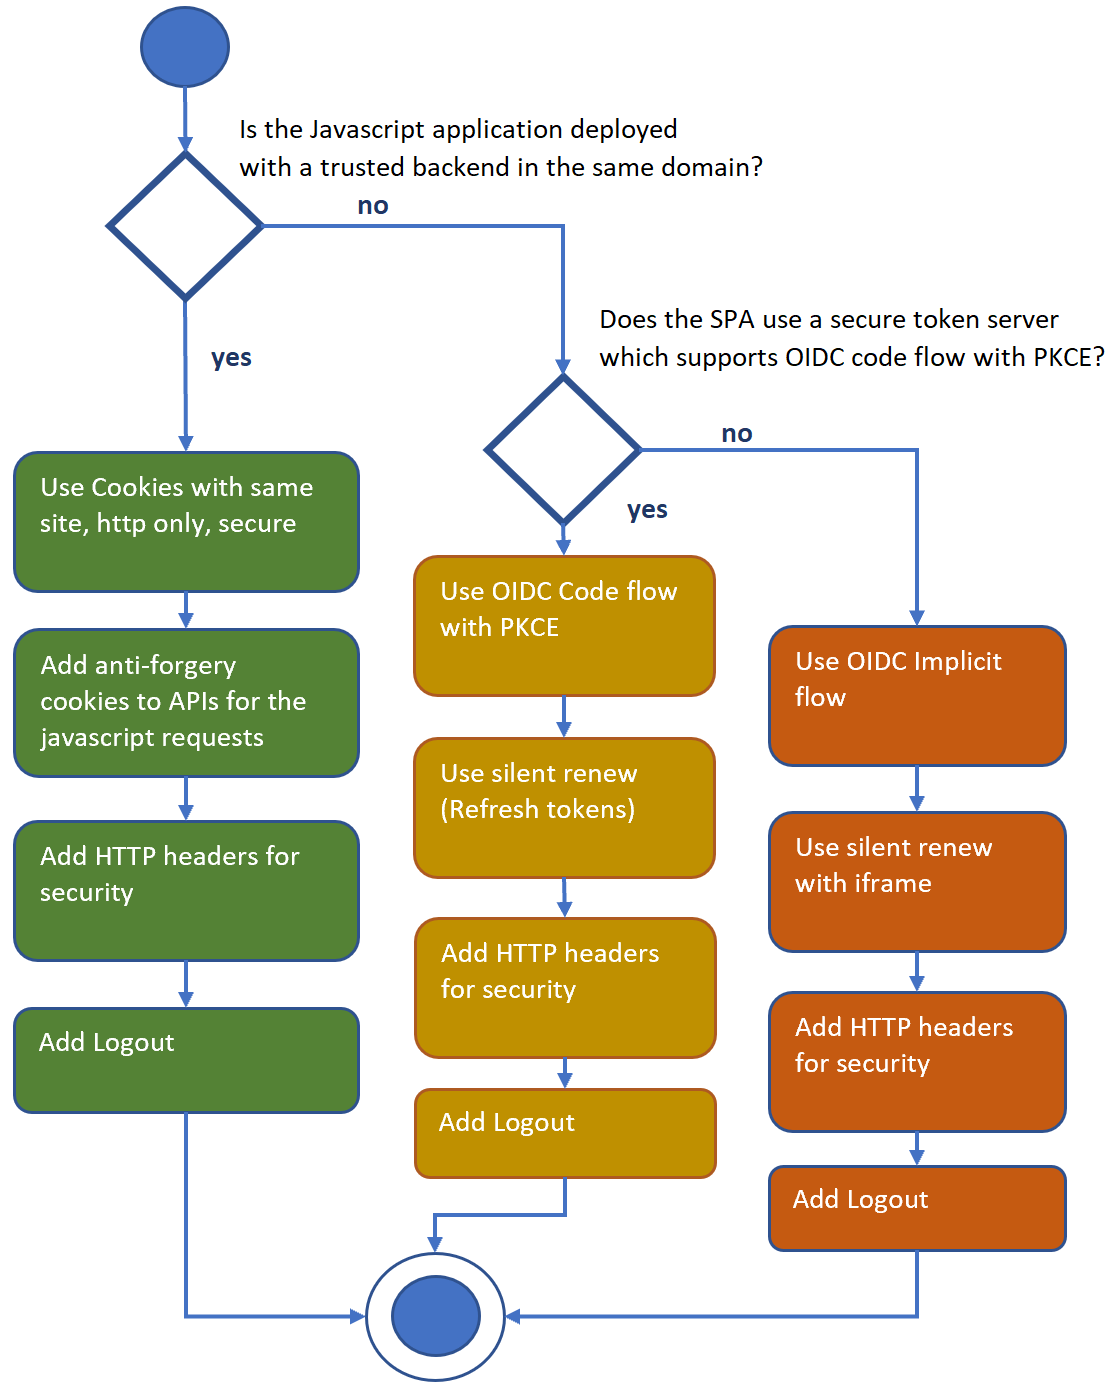 Is the Javascript application deployed
with a trusted backend in the same domain?
no
yes
Does the SPA use a secure token server
which supports OIDC code flow with PKCE?
no
yes
Use Cookies with same
site, http only, secure
Add anti-forgery
cookies to APIs for the
javascript requests
Add HTTP headers for
security
Add Logout
Use OIDC Code flow
with PKCE
Use silent renew
(Refresh tokens)
Add HTTP headers
for security
Add Logout
Use OIDC Implicit
flow
Use silent renew
with iframe
Add HTTP headers
for security
Add Logout